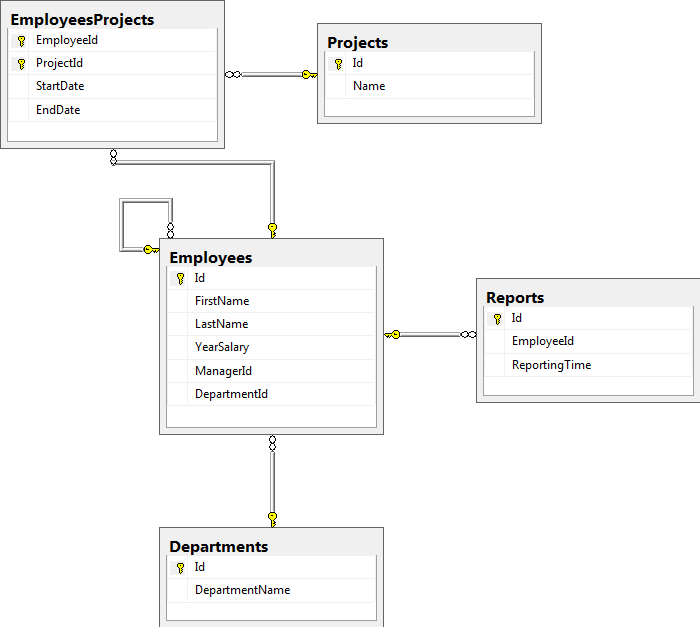 EmployeesProjects
EmployeeId
ProjectId
StartDate
EndDate
Projects
Id
Name
Employees
Id
FirstName
LastName
YearSalary
ManagerId
DepartmentId
Reports
Id
EmployeeId
ReportingTime
Departments
Id
DepartmentName